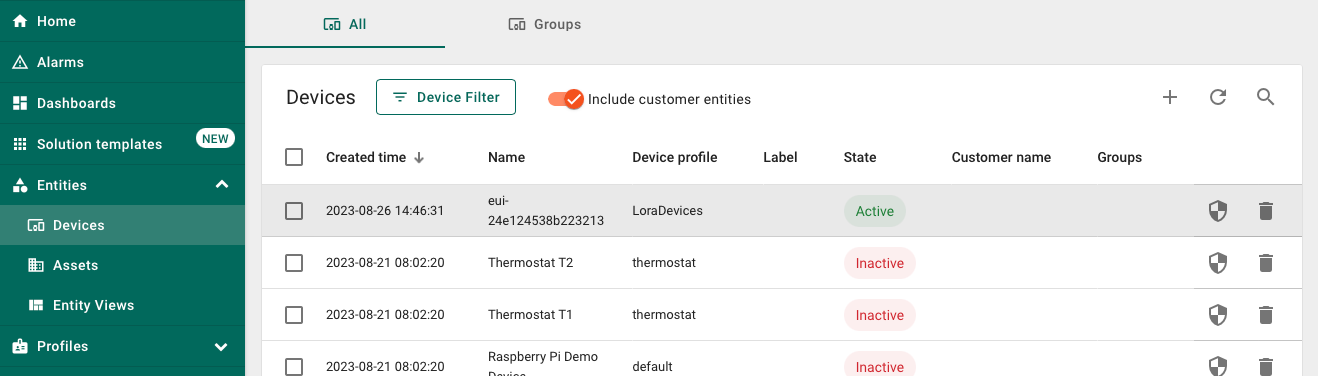 Home
Alarms
Dashboards
Solution templates NEW
Entities
Devices
Assets
Entity Views
Profiles
All Groups
Devices Device Filter Include customer entities
Created time Name Device profile Label State Customer name Groups
2023-08-26 14:46:31 eui-
24e124538b223213 LoraDevices Active
2023-08-21 08:02:20 Thermostat T2 thermostat Inactive
2023-08-21 08:02:20 Thermostat T1 thermostat Inactive
2023-08-21 08:02:20 Raspberry Pi Demo
Device default Inactive